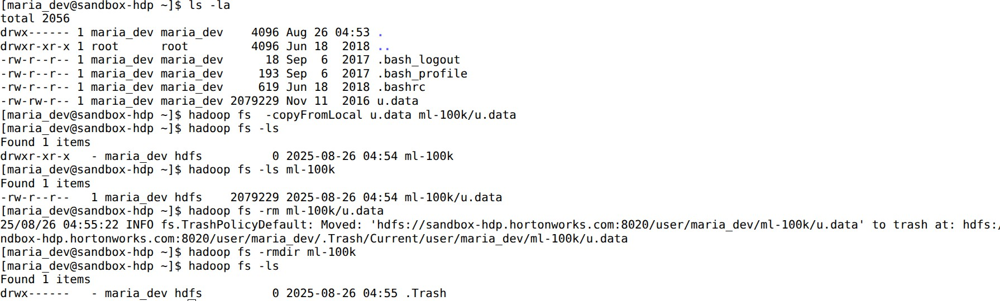 [maria_dev@sandbox-hdp ~]$ ls -la
total 2056
drwx------ 1 maria_dev maria_dev    4096 Aug 26 04:53 .
drwxr-xr-x 1 root      root         4096 Jun 18  2018 ..
-rw-r--r-- 1 maria_dev maria_dev      18 Sep  6  2017 .bash_logout
-rw-r--r-- 1 maria_dev maria_dev     193 Sep  6  2017 .bash_profile
-rw-r--r-- 1 maria_dev maria_dev     619 Jun 18  2018 .bashrc
-rw-rw-r-- 1 maria_dev maria_dev 2079229 Nov 11  2016 u.data
[maria_dev@sandbox-hdp ~]$ hadoop fs  -copyFromLocal u.data ml-100k/u.data
[maria_dev@sandbox-hdp ~]$ hadoop fs -ls
Found 1 items
drwxr-xr-x   - maria_dev hdfs          0 2025-08-26 04:54 ml-100k
[maria_dev@sandbox-hdp ~]$ hadoop fs -ls ml-100k
Found 1 items
-rw-r--r--   1 maria_dev hdfs    2079229 2025-08-26 04:54 ml-100k/u.data
[maria_dev@sandbox-hdp ~]$ hadoop fs -rm ml-100k/u.data
25/08/26 04:55:22 INFO fs.TrashPolicyDefault: Moved: 'hdfs://sandbox-hdp.hortonworks.com:8020/user/maria_dev/ml-100k/u.data' to trash at: hdfs:/
ndbox-hdp.hortonworks.com:8020/user/maria_dev/.Trash/Current/user/maria_dev/ml-100k/u.data
[maria_dev@sandbox-hdp ~]$ hadoop fs -rmdir ml-100k
[maria_dev@sandbox-hdp ~]$ hadoop fs -ls
Found 1 items
drwx------   - maria_dev hdfs          0 2025-08-26 04:55 .Trash